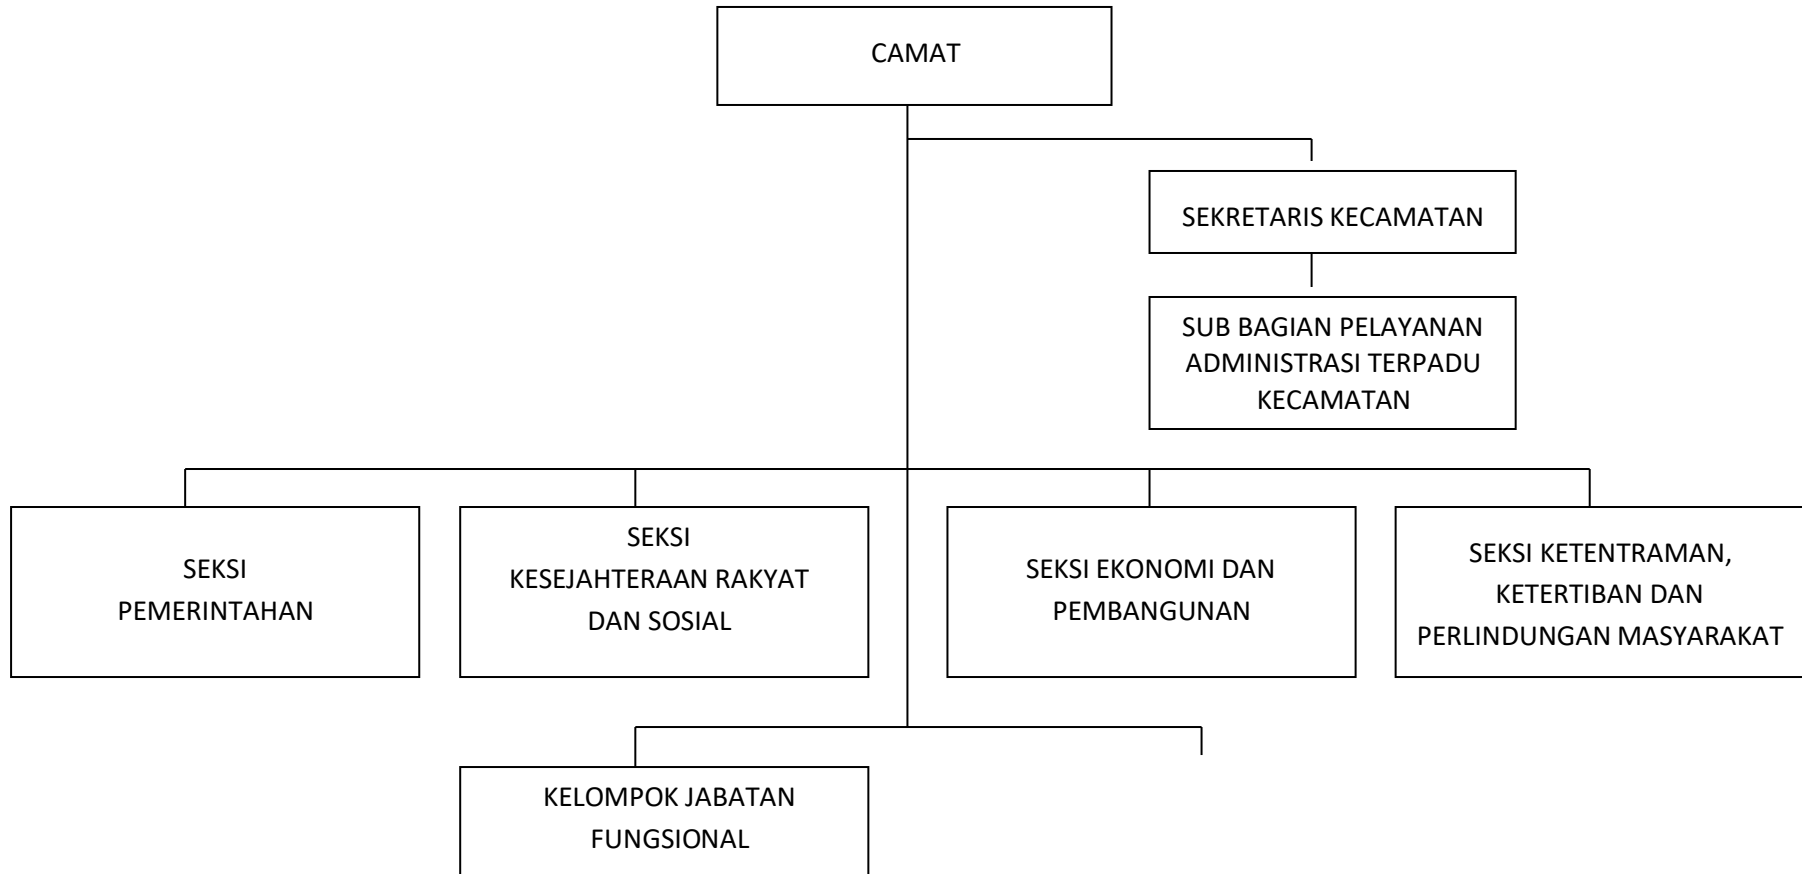 CAMAT
SEKRETARIS KECAMATAN
SUB BAGIAN PELAYANAN
ADMINISTRASI TERPADU
KECAMATAN
SEKSI
PEMERINTAHAN
SEKSI
KESEJAHTERAAN RAKYAT
DAN SOSIAL
SEKSI EKONOMI DAN
PEMBANGUNAN
SEKSI KETENTRAMAN,
KETERTIBAN DAN
PERLINDUNGAN MASYARAKAT
KELOMPOK JABATAN
FUNGSIONAL